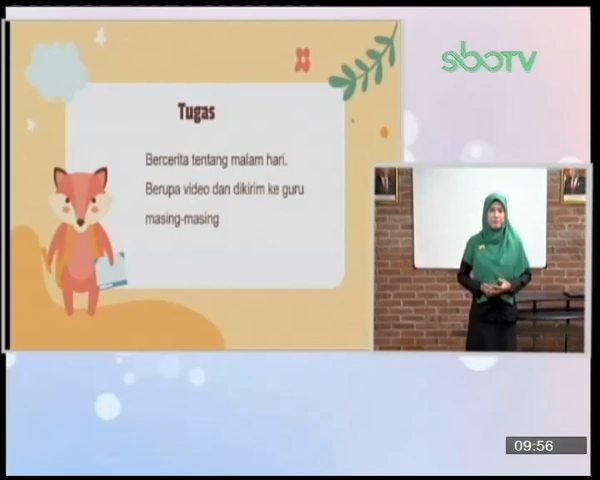 sboTV
Tugas
Bercerita tentang malam hari.
Berupa video dan dikirim ke guru
masing-masing
09:56